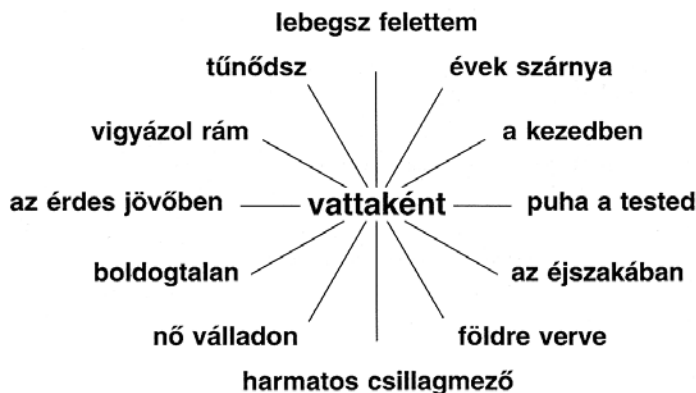 lebegsz felettem
tűnődsz
évek szárnya
vigyázol rám
a kezedben
az érdes jövőben
vattaként
puha a tested
boldogtalan
az éjszakában
nő válladon
földre verve
harmatos csillagmező